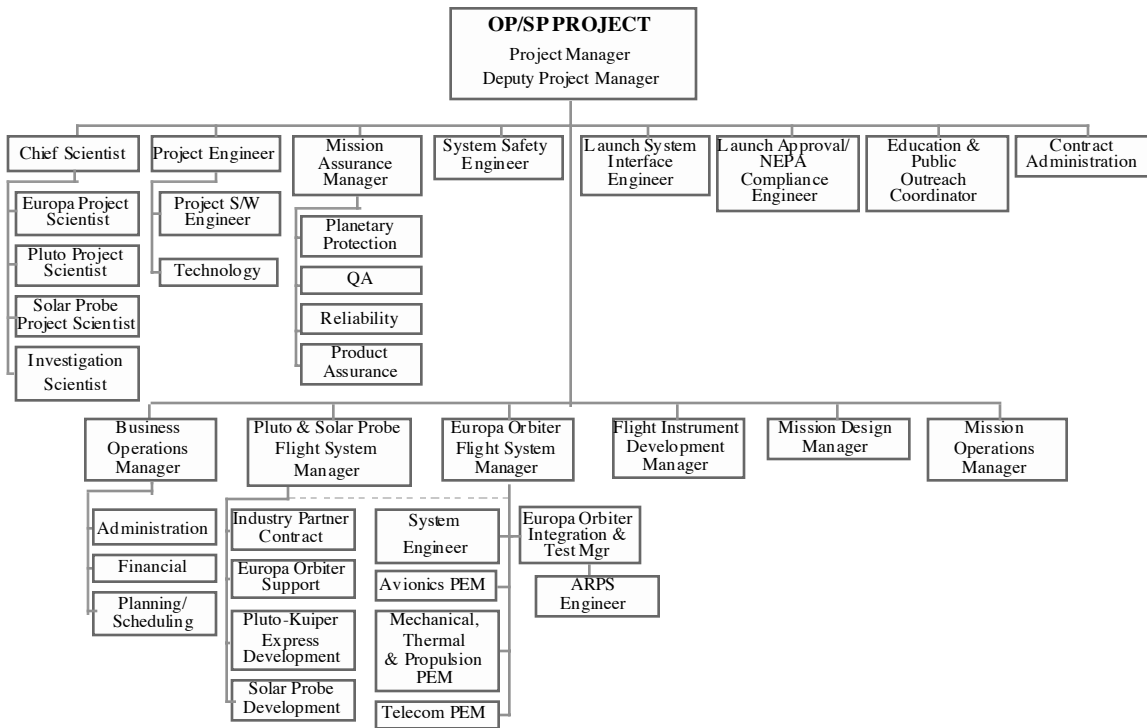 OP/SP PROJECT
Project Manager
Deputy Project Manager
Chief Scientist
Europa Project
Scientist
Pluto Project
Scientist
Solar Probe
Project Scientist
Investigation
Scientist
Project Engineer
Project S/W
Engineer
Technology
Mission
Assurance
Manager
Planetary
Protection
QA
Reliability
Product
Assurance
System Safety
Engineer
Launch System
Interface
Engineer
Launch Approval/
NEPA
Compliance
Engineer
Education &
Public
Outreach
Coordinator
Contract
Administration
Business
Operations
Manager
Administration
Financial
Planning/
Scheduling
Pluto & Solar Probe
Flight System
Manager
Industry Partner
Contract
Europa Orbiter
Support
Pluto-Kuiper
Express
Development
Solar Probe
Development
Europa Orbiter
Flight System
Manager
System
Engineer
Avionics PEM
Mechanical,
Thermal
& Propulsion
PEM
Telecom PEM
Europa Orbiter
Integration &
Test Mgr
ARPS
Engineer
Flight Instrument
Development
Manager
Mission Design
Manager
Mission
Operations
Manager